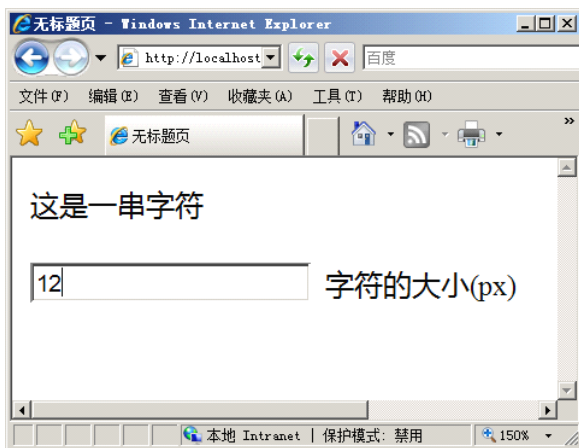 无标题页 - Windows Internet Explorer
http://localhost 百度
文件(F) 编辑(E) 查看(V) 收藏夹(A) 工具(T) 帮助(H)
无标题页 »
这是一串字符
12 字符的大小(px)
本地 Intranet | 保护模式: 禁用 150%